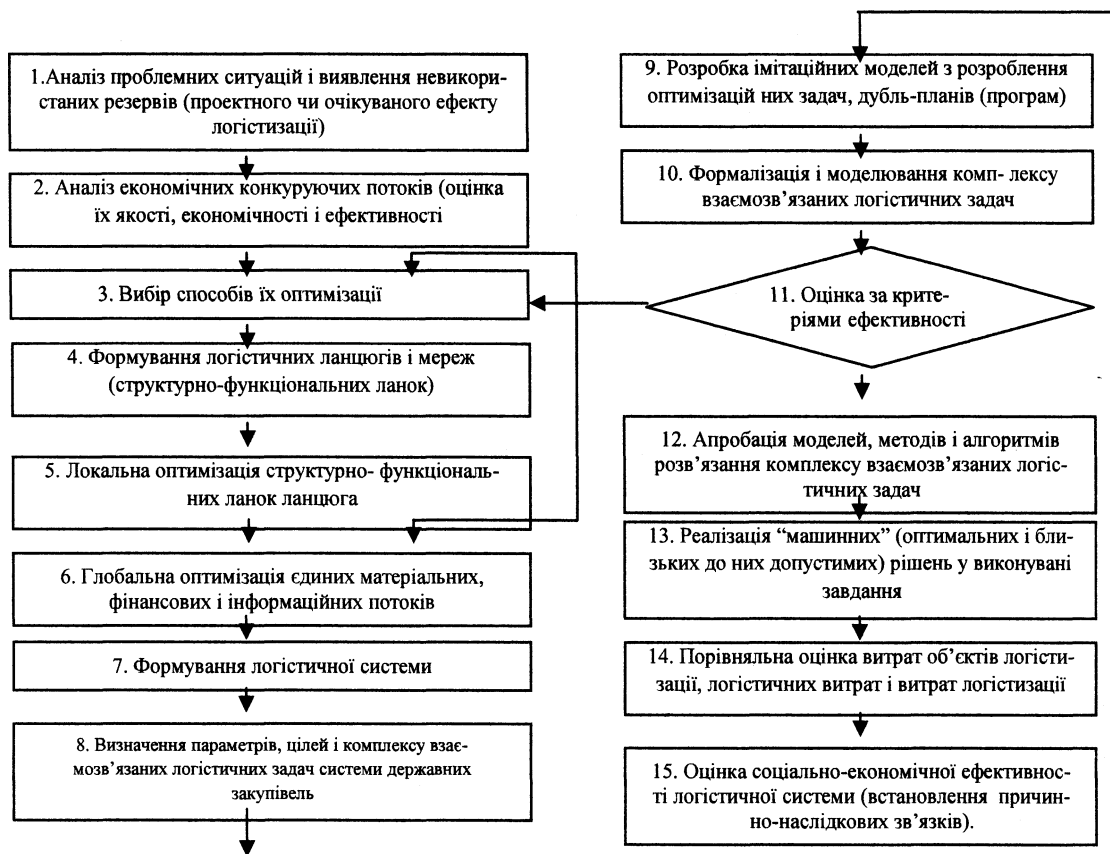 1.Аналіз проблемних ситуацій і виявлення невикори-
станих резервів (проектного чи очікуваного ефекту
логістизації)
2. Аналіз економічних конкуруючих потоків (оцінка
їх якості, економічності і ефективності
3. Вибір способів їх оптимізації
4. Формування логістичних ланцюгів і мереж
(структурно-функціональних ланок)
5. Локальна оптимізація структурно- функціональ-
них ланок ланцюга
6. Глобальна оптимізація єдиних матеріальних,
фінансових і інформаційних потоків
7. Формування логістичної системи
8. Визначення параметрів, цілей і комплексу взає-
мозв’язаних логістичних задач системи державних
закупівель
9. Розробка імітаційних моделей з розроблення
оптимізацій них задач, дубль-планів (програм)
10. Формалізація і моделювання комп- лексу
взаємозв’язаних логістичних задач
11. Оцінка за крите-
ріями ефективності
12. Апробація моделей, методів і алгоритмів
розв’язання комплексу взаємозв’язаних логіс-
тичних задач
13. Реалізація “машинних” (оптимальних і бли-
зьких до них допустимих) рішень у виконувані
завдання
14. Порівняльна оцінка витрат об’єктів логісти-
зації, логістичних витрат і витрат логістизації
15. Оцінка соціально-економічної ефективнос-
ті логістичної системи (встановлення причин-
но-наслідкових зв’язків).